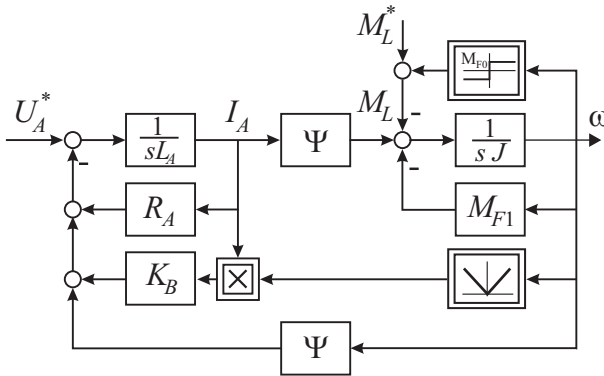 M_L^*
M_F0
U_A^*
1/sL_A
I_A
Ψ
M_L
-
1/sJ
ω
-
-
R_A
M_F1
K_B
×
Ψ